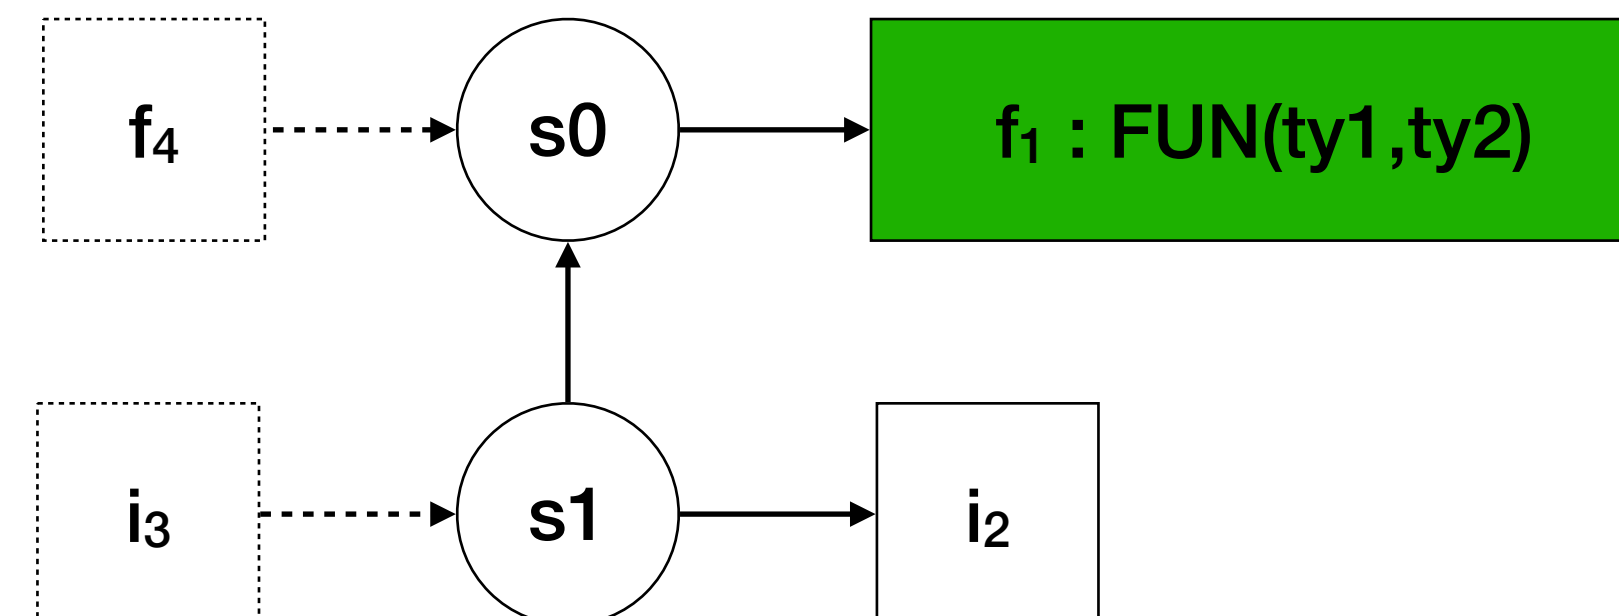 f₄
s0
f₁ : FUN(ty1,ty2)
i₃
s1
i₂